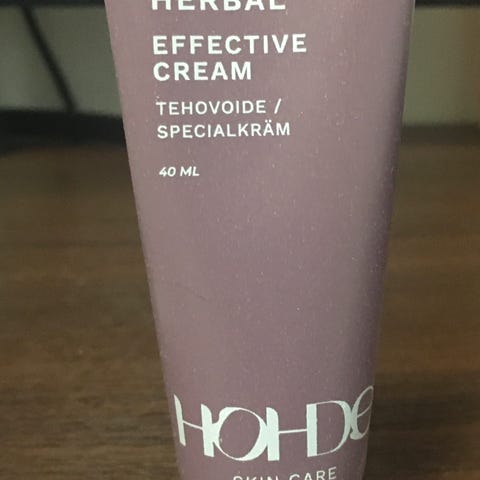 HERBAL
EFFECTIVE
CREAM
TEHOVOIDE /
SPECIALKRÄM
40 ML
HOHDE
SKIN CARE